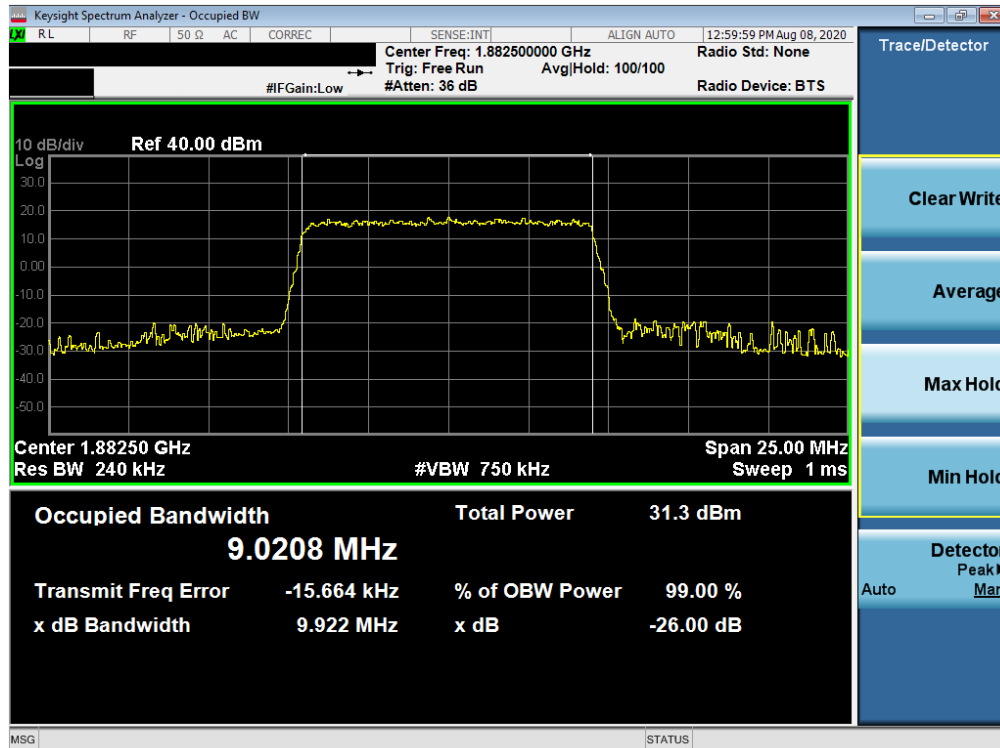 Keysight Spectrum Analyzer - Occupied BW
LXI RL RF 50 Ω AC CORREC SENSE:INT ALIGN AUTO 12:59:59 PM Aug 08, 2020
Center Freq: 1.882500000 GHz Radio Std: None
Trig: Free Run Avg|Hold: 100/100
#IFGain:Low #Atten: 36 dB Radio Device: BTS
Trace/Detector
10 dB/div Ref 40.00 dBm
Log
30.0
20.0
10.0
0.00
-10.0
-20.0
-30.0
-40.0
-50.0
Center 1.88250 GHz Span 25.00 MHz
Res BW 240 kHz #VBW 750 kHz Sweep 1 ms
Occupied Bandwidth Total Power 31.3 dBm
9.0208 MHz
Transmit Freq Error -15.664 kHz % of OBW Power 99.00 %
x dB Bandwidth 9.922 MHz x dB -26.00 dB
Clear Write
Average
Max Hold
Min Hold
Detector
Peak
Auto Man
MSG STATUS